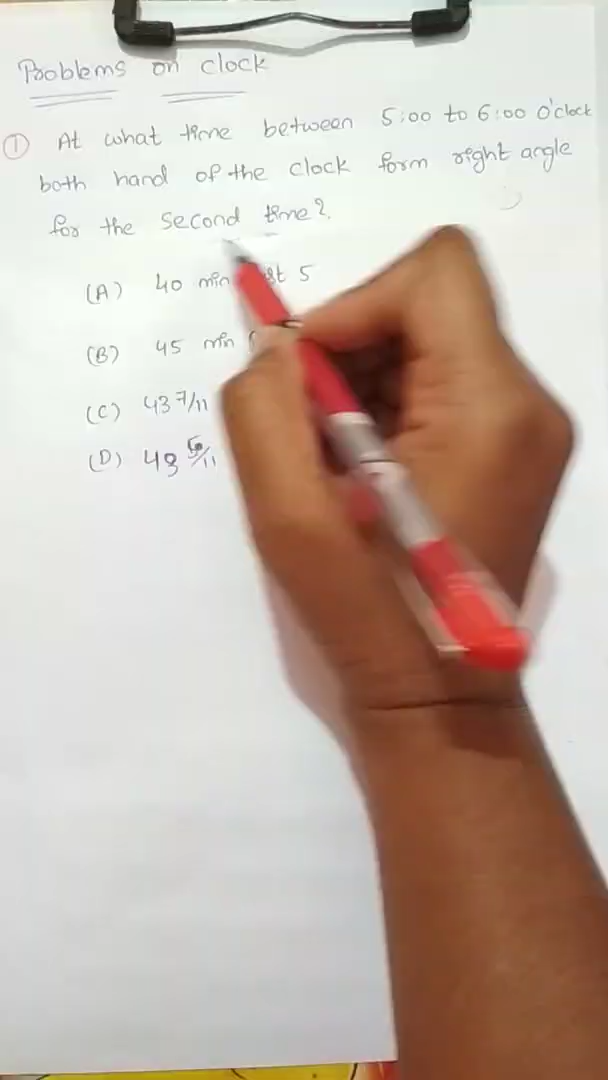 Problems on clock
① At what time between 5:00 to 6:00 O'clock
both hand of the clock form right angle
for the second time?
(A) 40 min 5
(B) 45 min
(C) 43 7/11
(D) 43 /11